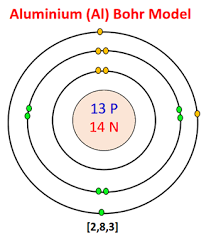 Aluminium (Al) Bohr Model
13 P
14 N
[2,8,3]